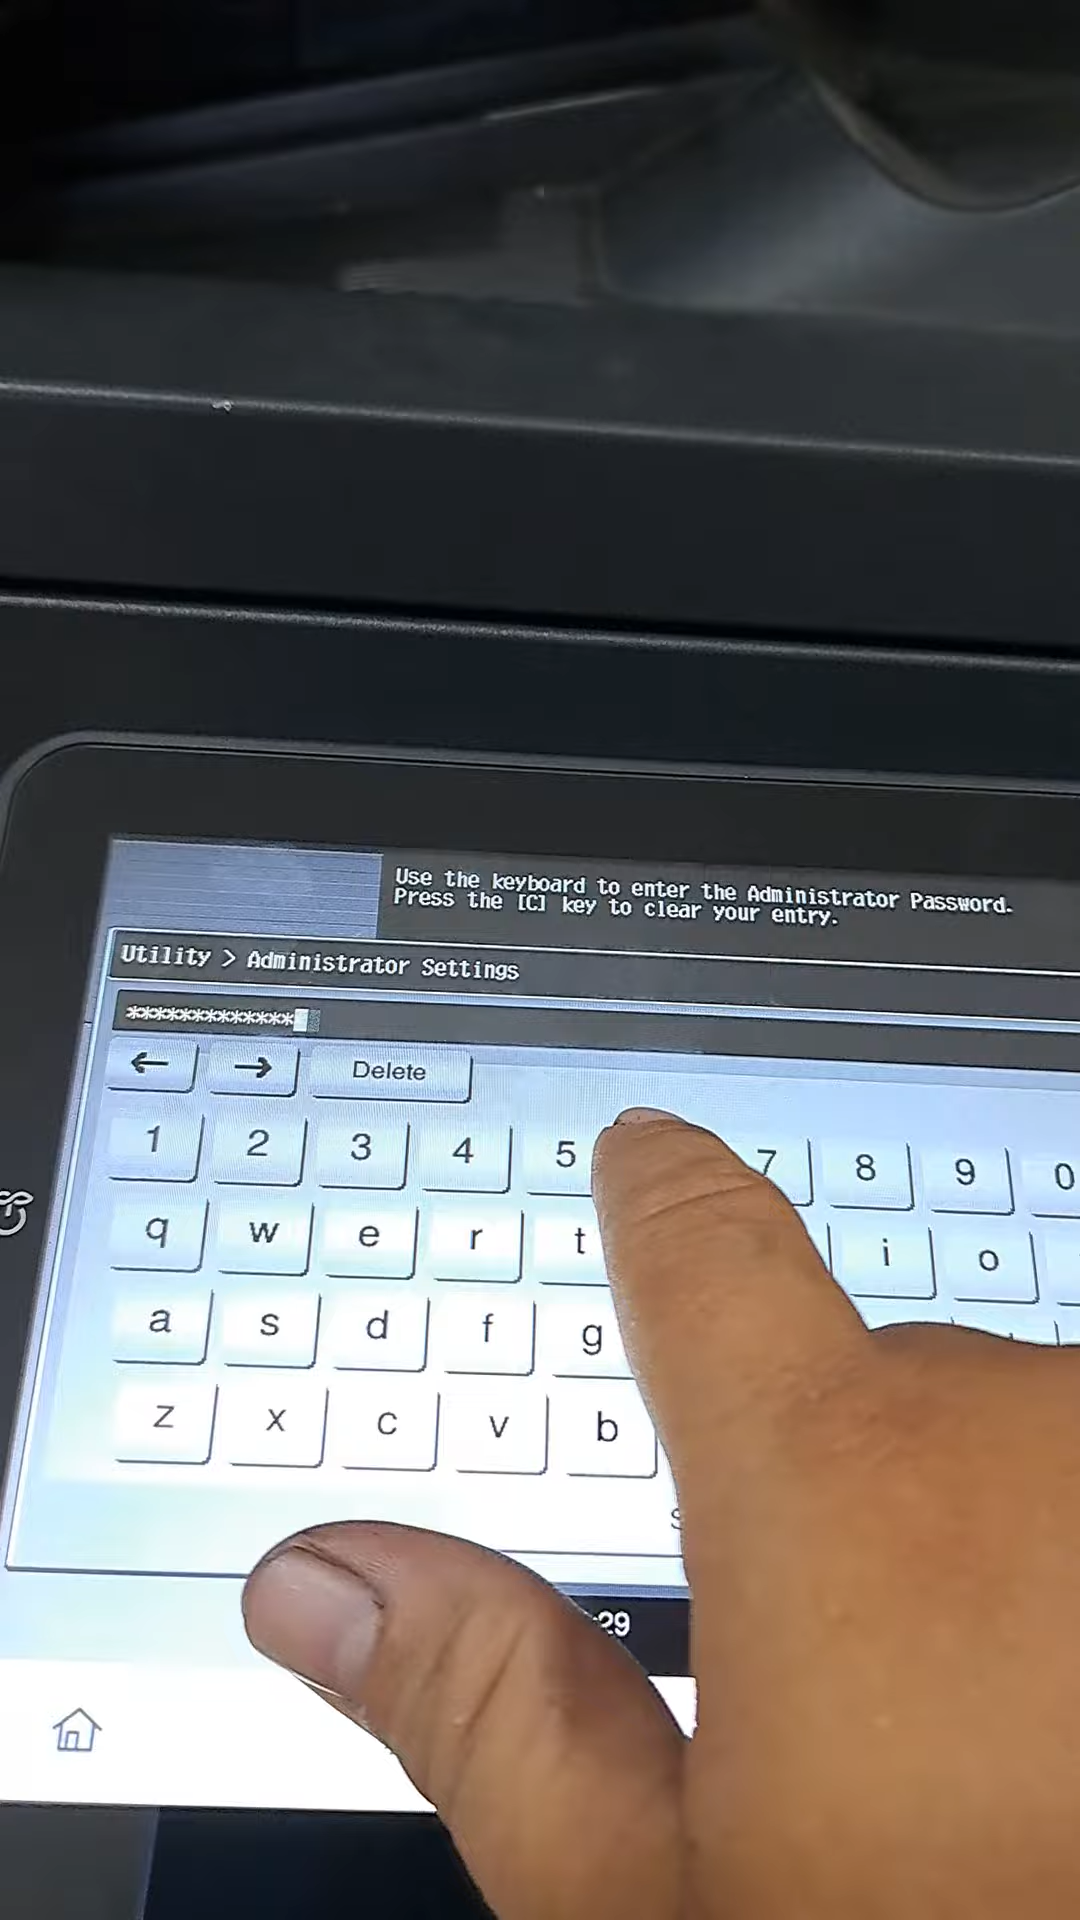 Use the keyboard to enter the Administrator Password.
Press the [C] key to clear your entry.
Utility > Administrator Settings
*************
← → Delete
1 2 3 4 5 7 8 9 0
q w e r t i o
a s d f g
z x c v b
:29